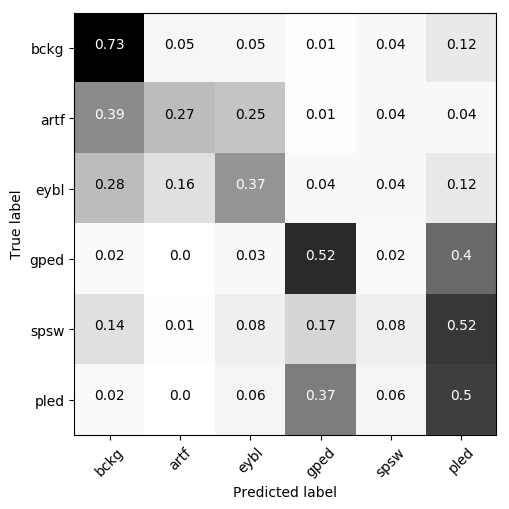 True label
bckg 0.73 0.05 0.05 0.01 0.04 0.12
artf 0.39 0.27 0.25 0.01 0.04 0.04
eybl 0.28 0.16 0.37 0.04 0.04 0.12
gped 0.02 0.0 0.03 0.52 0.02 0.4
spsw 0.14 0.01 0.08 0.17 0.08 0.52
pled 0.02 0.0 0.06 0.37 0.06 0.5
bckg artf eybl gped spsw pled
Predicted label